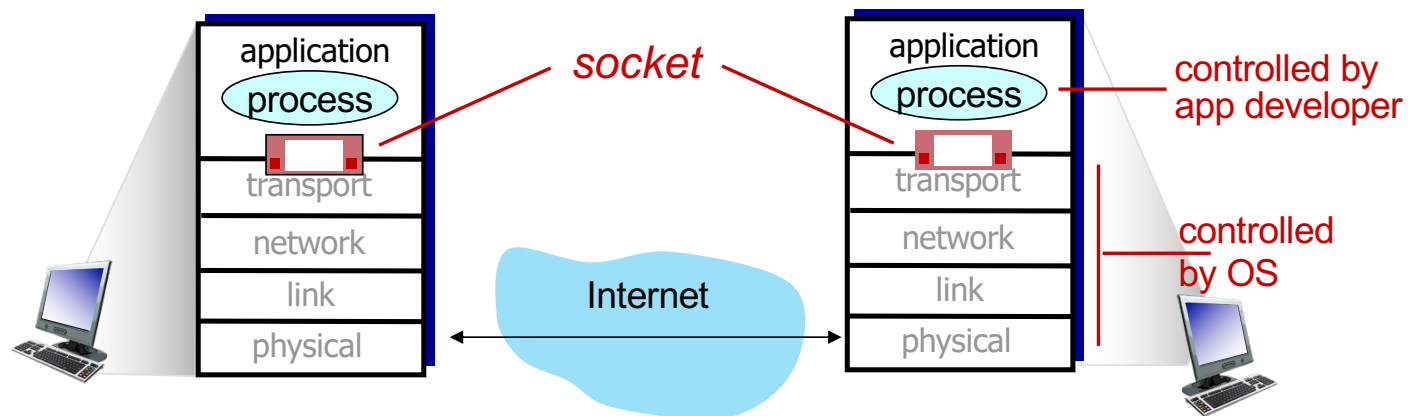 application
process
transport
network
link
physical
socket
Internet
application
process
transport
network
link
physical
controlled by
app developer
controlled
by OS